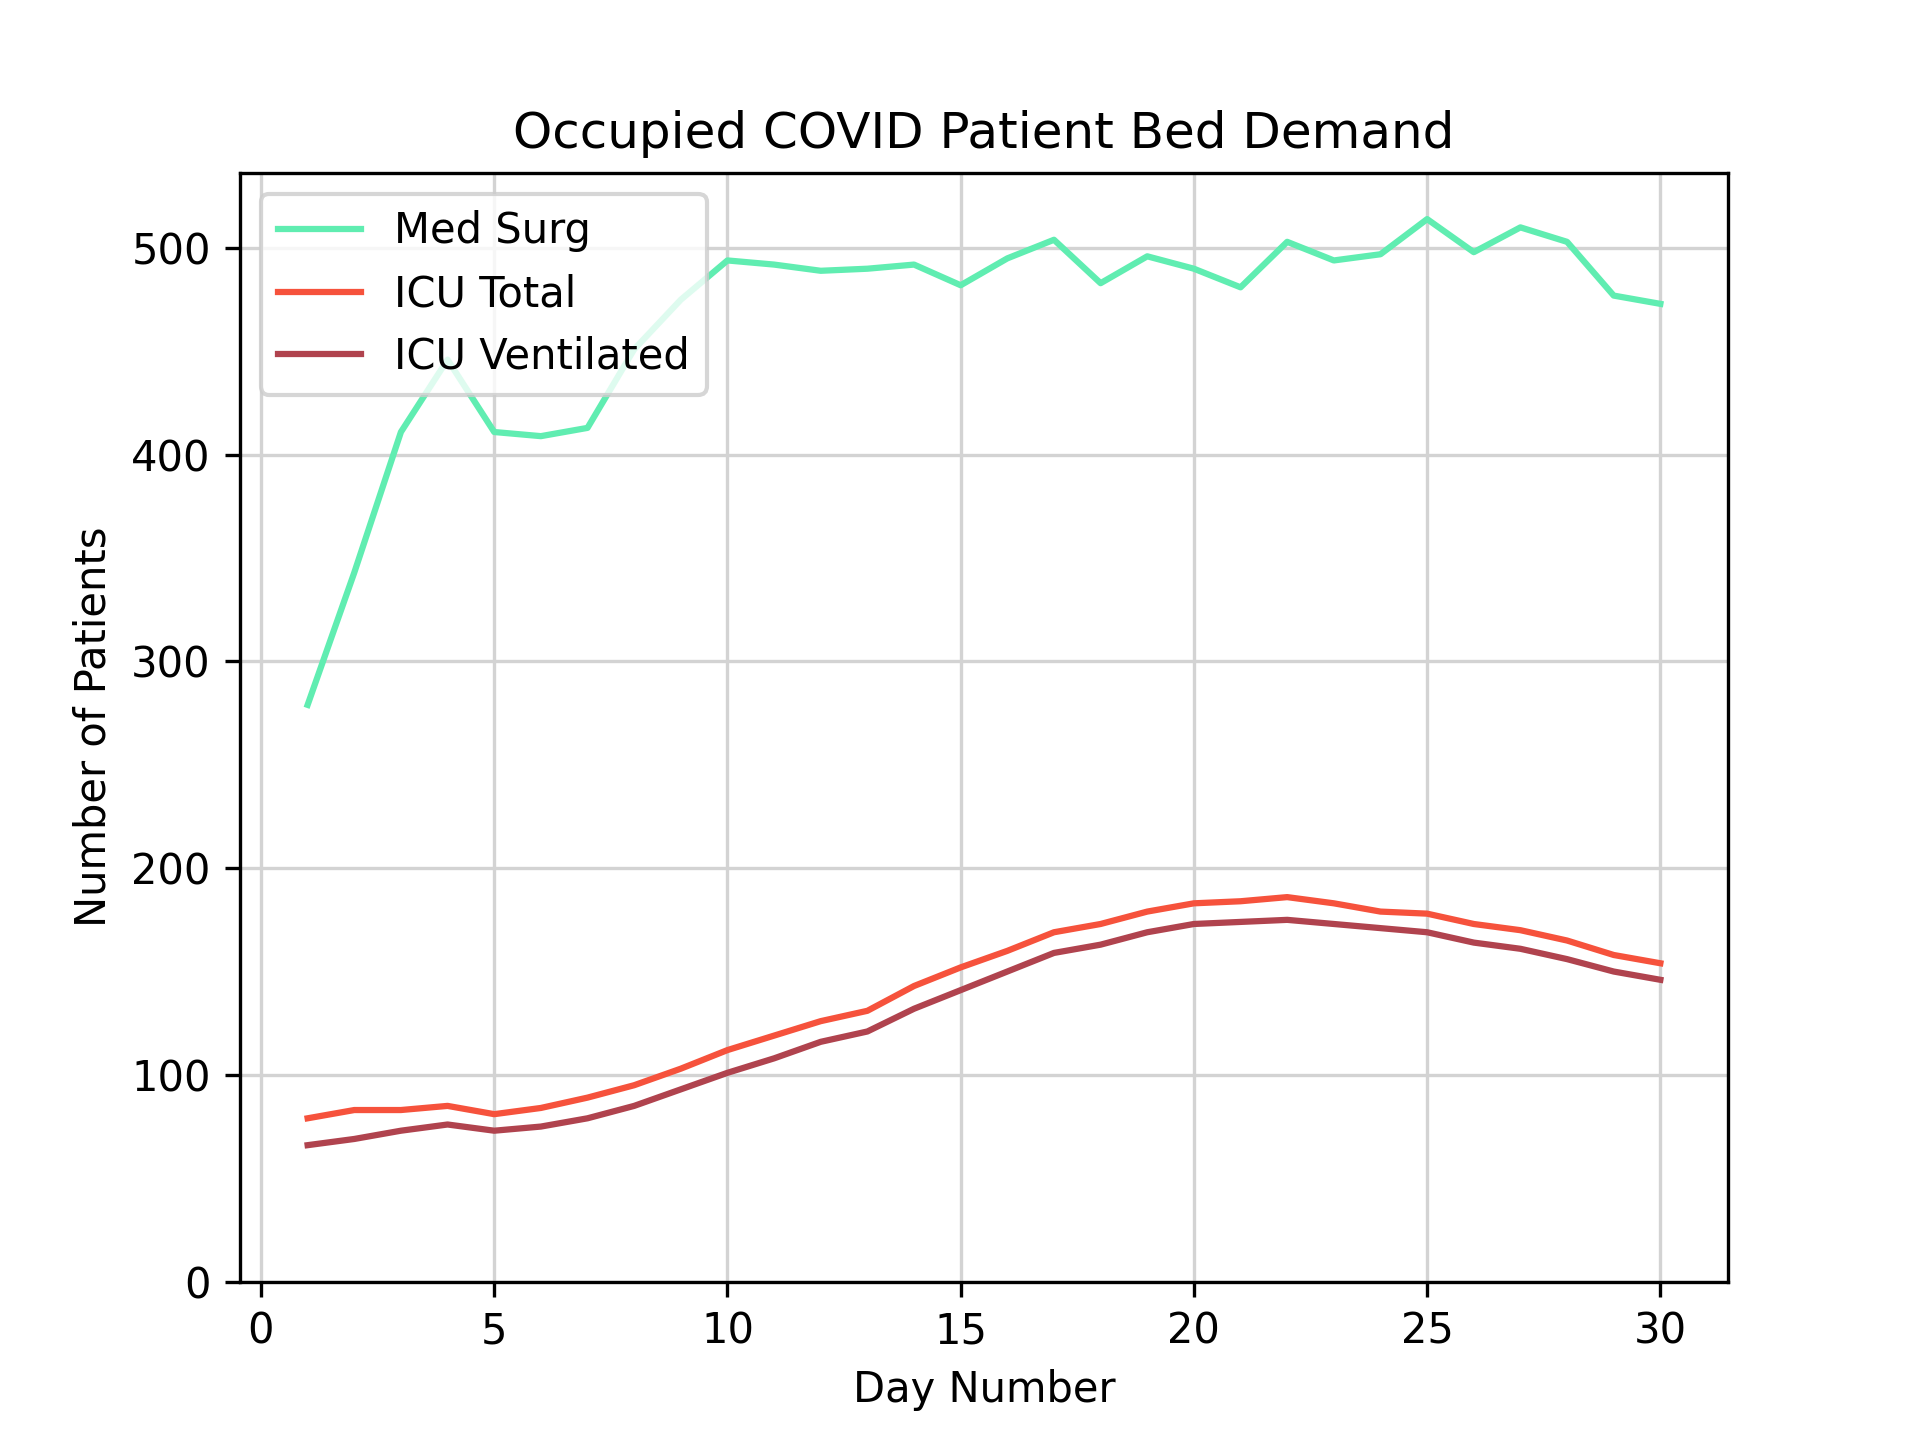 Occupied COVID Patient Bed Demand
Med Surg
ICU Total
ICU Ventilated
Number of Patients
500
400
300
200
100
0
0 5 10 15 20 25 30
Day Number